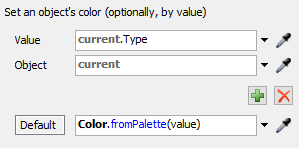 Set an object's color (optionally, by value)
Value current.Type
Object current
Default Color.fromPalette(value)